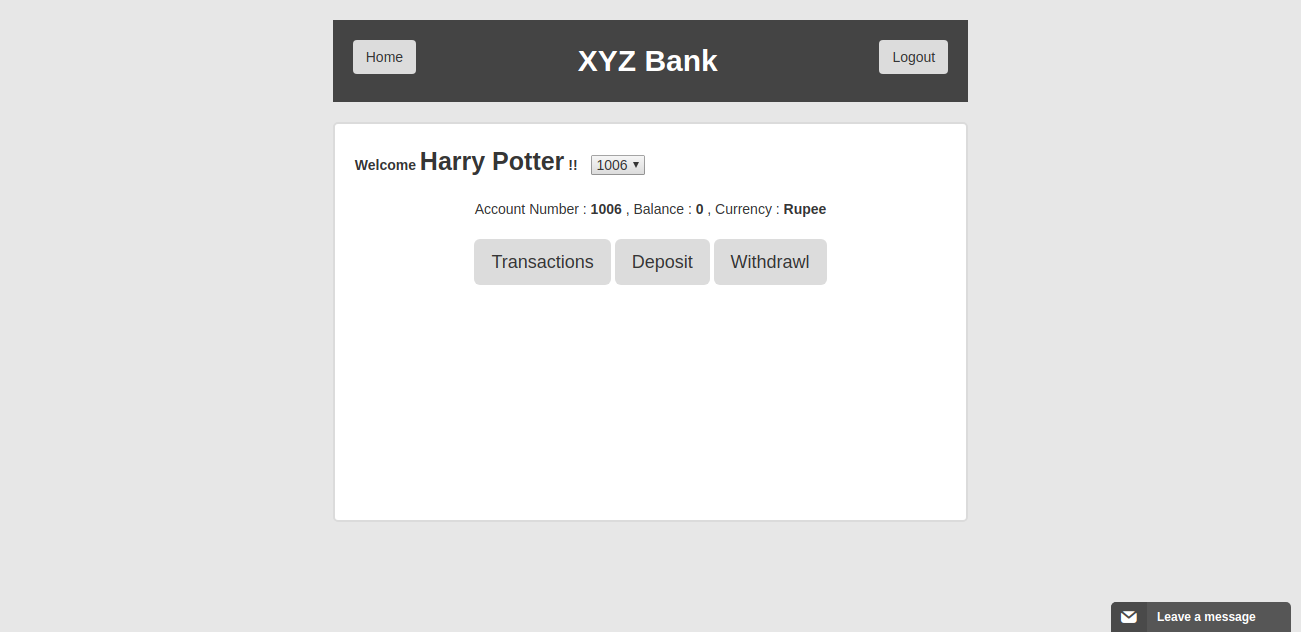 Home XYZ Bank Logout
Welcome Harry Potter !! 1006
Account Number : 1006 , Balance : 0 , Currency : Rupee
Transactions Deposit Withdrawl
Leave a message